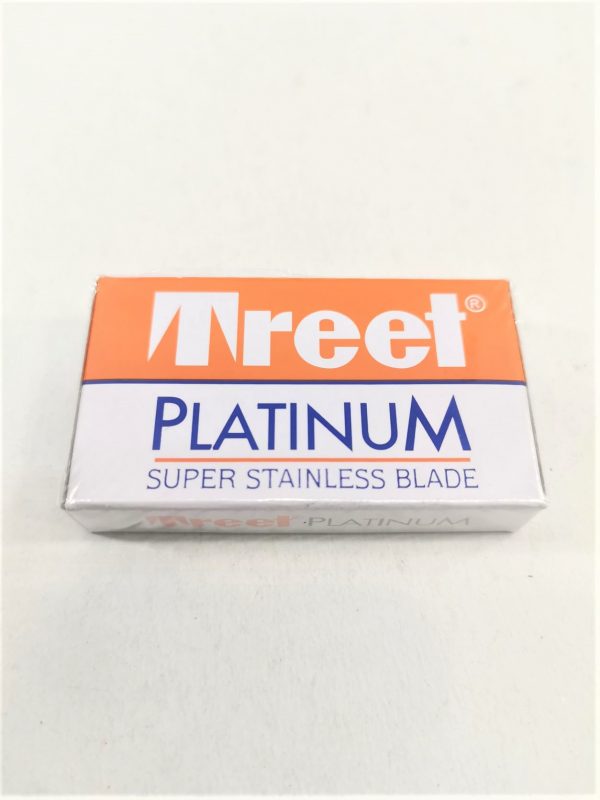 Treet®
PLATINUM
SUPER STAINLESS BLADE
Treet PLATINUM